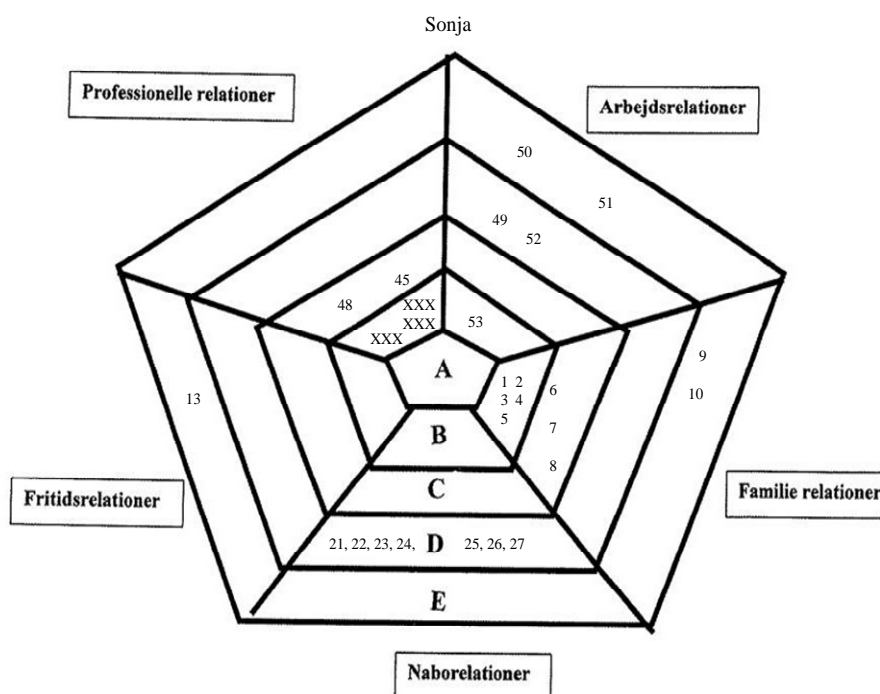 Sonja
Professionelle relationer
Arbejdsrelationer
50
51
49
52
45
48
XXX
XXX
XXX
53
A
1 2
3 4
5
6
7
8
9
10
13
B
C
Fritidsrelationer
Familie relationer
21, 22, 23, 24, D 25, 26, 27
E
Naborelationer